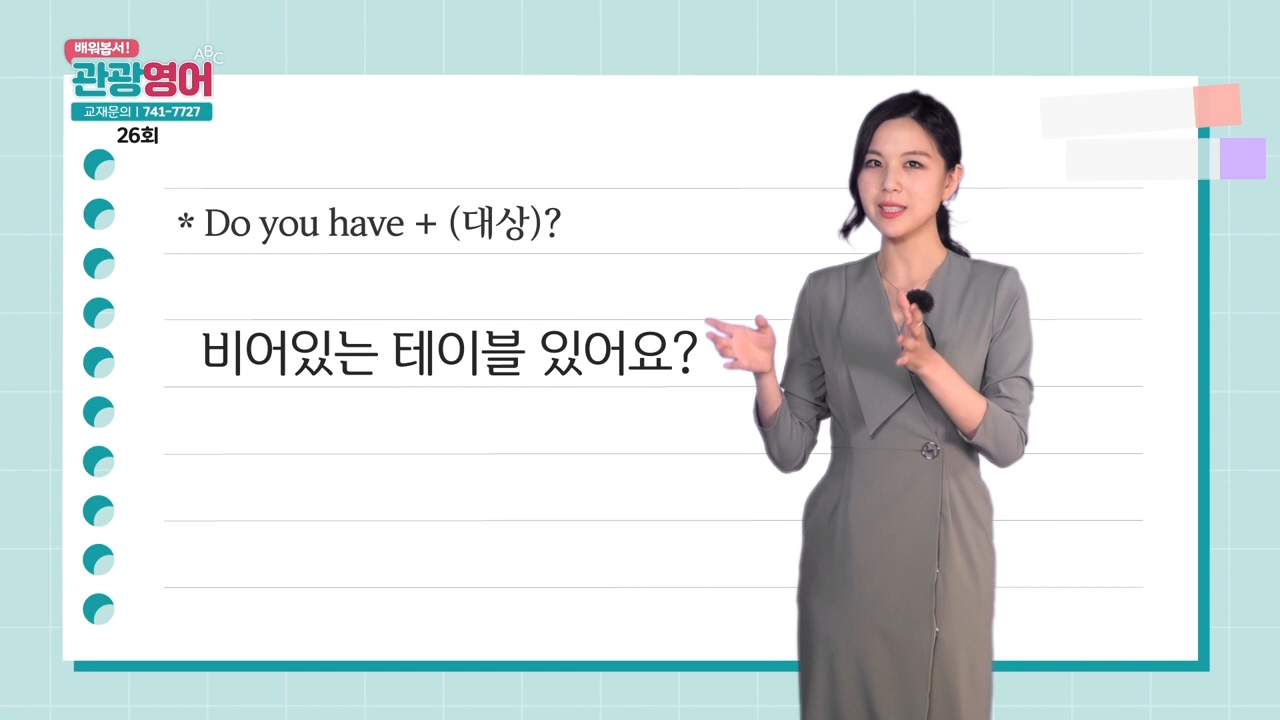 배워봅서!
ABC
관광영어
교재문의 | 741-7727
26회
* Do you have + (대상)?
비어있는 테이블 있어요?